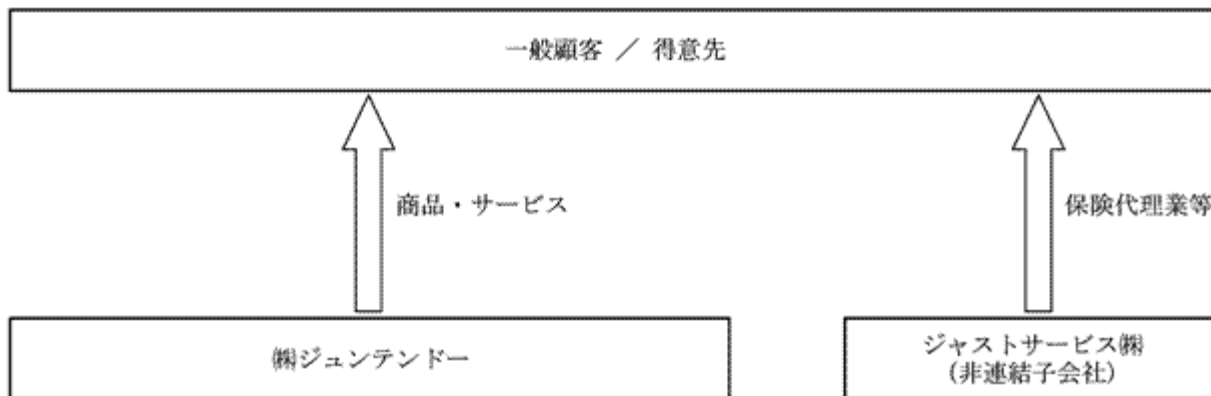 一般顧客 ／ 得意先
商品・サービス
保険代理業等
㈱ジュンテンドー
ジャストサービス㈱
(非連結子会社)